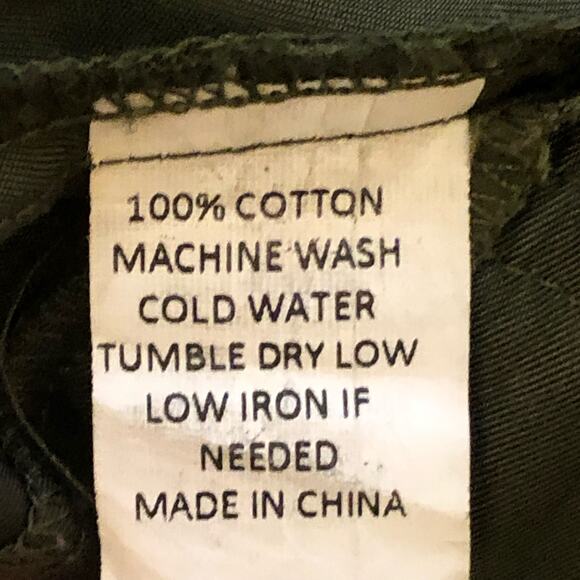 100% COTTON
MACHINE WASH
COLD WATER
TUMBLE DRY LOW
LOW IRON IF
NEEDED
MADE IN CHINA